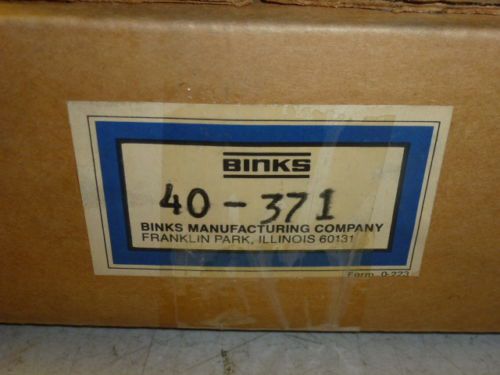 BINKS
40-371
BINKS MANUFACTURING COMPANY
FRANKLIN PARK, ILLINOIS 60131
Form 0-223